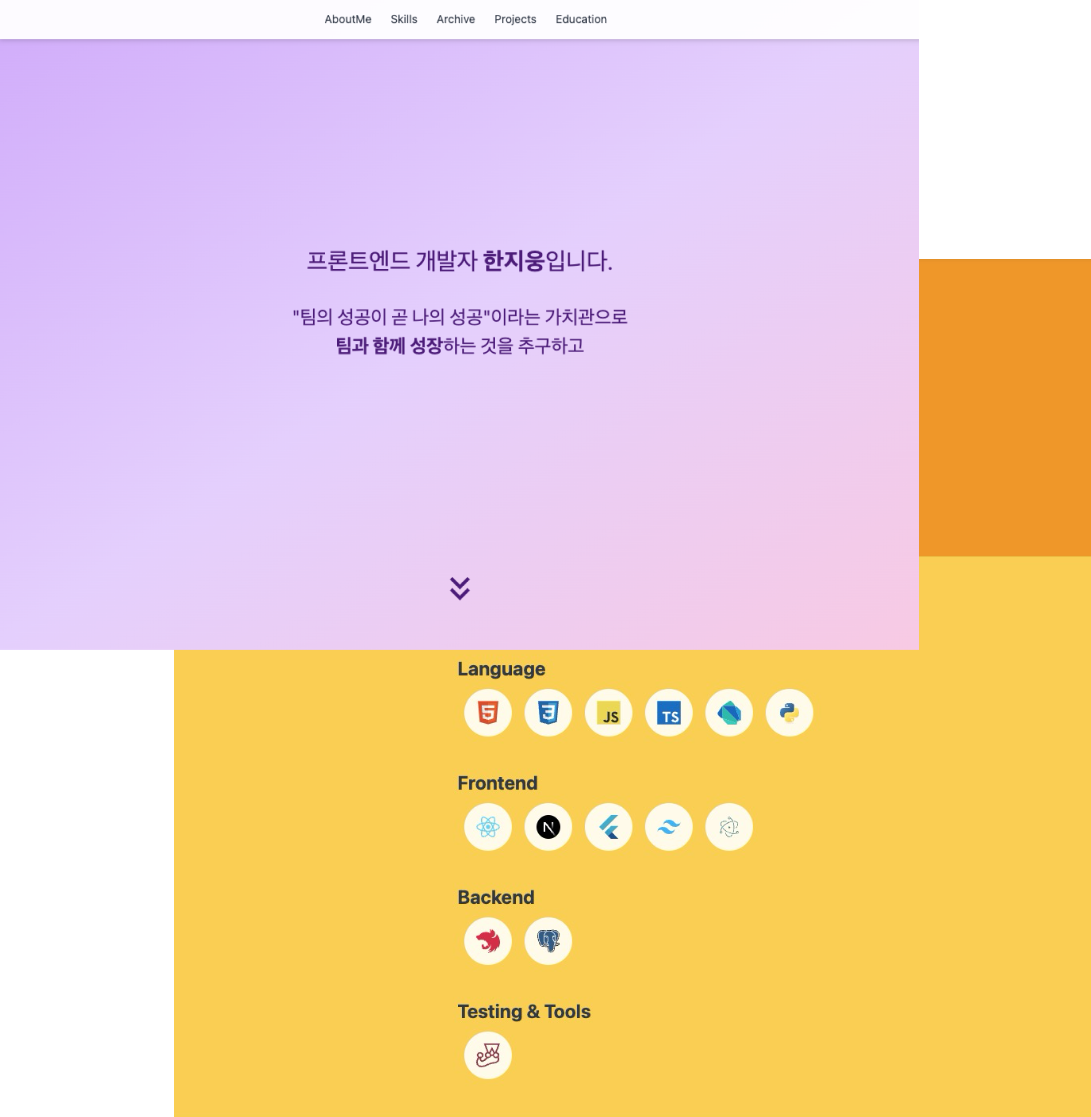 AboutMe Skills Archive Projects Education
프론트엔드 개발자 한지웅입니다.
"팀의 성공이 곧 나의 성공"이라는 가치관으로
팀과 함께 성장하는 것을 추구하고
Language
5 3 JS TS
Frontend
N
Backend
Testing & Tools